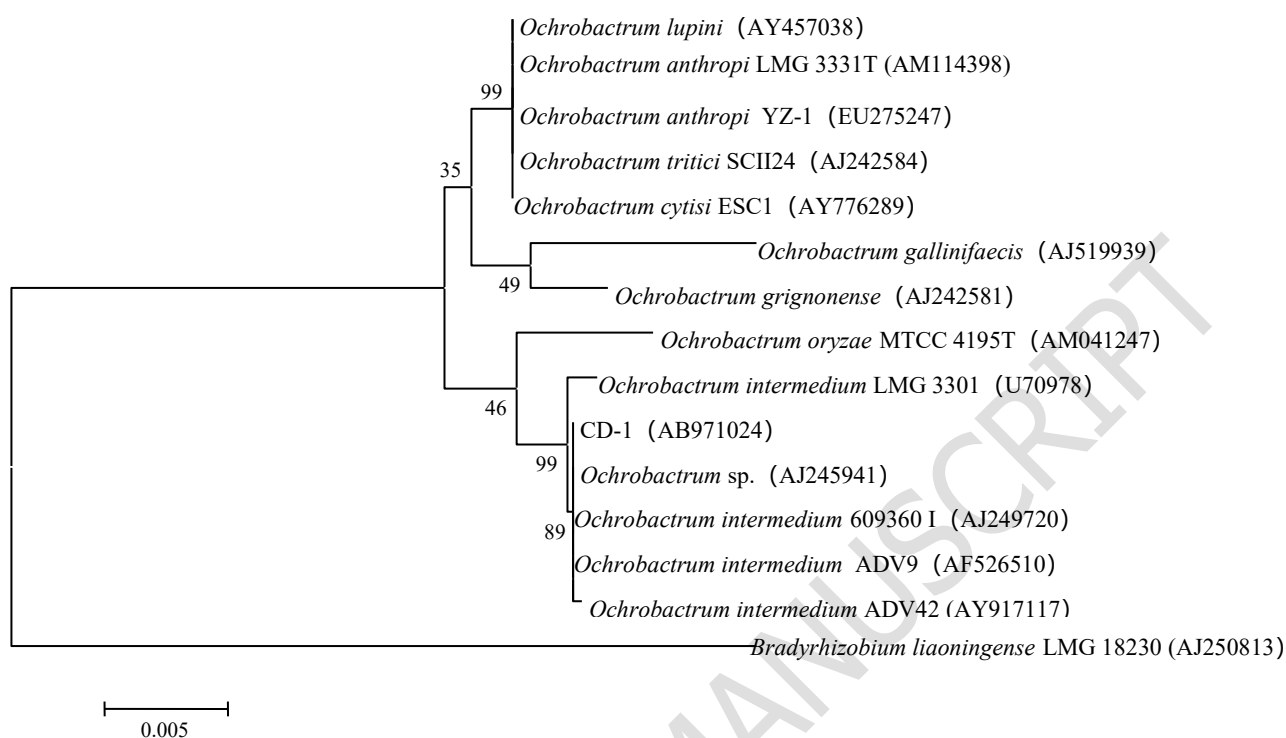 Ochrobactrum lupini (AY457038)
Ochrobactrum anthropi LMG 3331T (AM114398)
99
Ochrobactrum anthropi YZ-1 (EU275247)
Ochrobactrum tritici SCII24 (AJ242584)
35
Ochrobactrum cytisi ESC1 (AY776289)
Ochrobactrum gallinifaecis (AJ519939)
49
Ochrobactrum grignonense (AJ242581)
Ochrobactrum oryzae MTCC 4195T (AM041247)
Ochrobactrum intermedium LMG 3301 (U70978)
46
CD-1 (AB971024)
99
Ochrobactrum sp. (AJ245941)
Ochrobactrum intermedium 609360 I (AJ249720)
89
Ochrobactrum intermedium ADV9 (AF526510)
Ochrobactrum intermedium ADV42 (AY917117)
Bradyrhizobium liaoningense LMG 18230 (AJ250813)
0.005
MANUSCRIPT